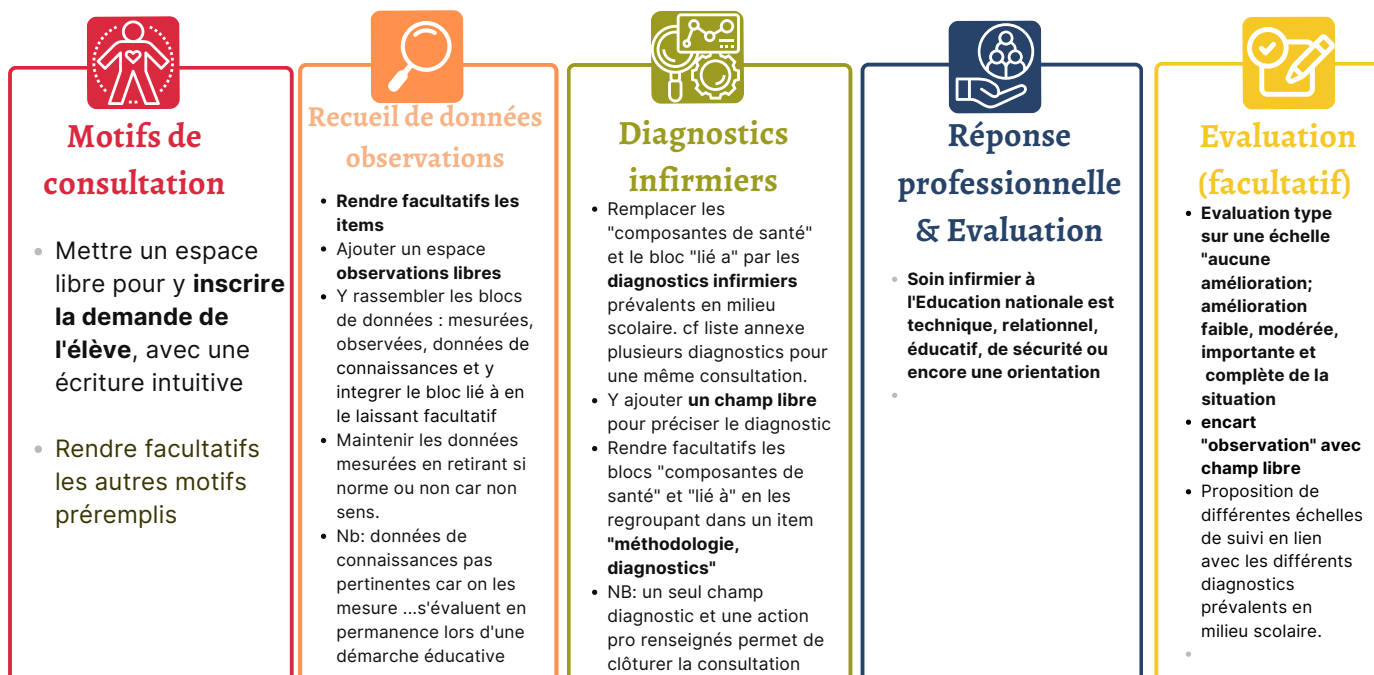 Motifs de
consultation
Mettre un espace
libre pour y inscrire
la demande de
l'élève, avec une
écriture intuitive
Rendre facultatifs
les autres motifs
préremplis
Recueil de données
observations
Rendre facultatifs les
items
Ajouter un espace
observations libres
Y rassembler les blocs
de données : mesurées,
observées, données de
connaissances et y
integrer le bloc lié à en
le laissant facultatif
Maintenir les données
mesurées en retirant si
norme ou non car non
sens.
Nb: données de
connaissances pas
pertinentes car on les
mesure ...s'évaluent en
permanence lors d'une
démarche éducative
Diagnostics
infirmiers
Remplacer les
"composantes de santé"
et le bloc "lié a" par les
diagnostics infirmiers
prévalents en milieu
scolaire. cf liste annexe
plusieurs diagnostics pour
une même consultation.
Y ajouter un champ libre
pour préciser le diagnostic
Rendre facultatifs les
blocs "composantes de
santé" et "lié à" en les
regroupant dans un item
"méthodologie,
diagnostics"
NB: un seul champ
diagnostic et une action
pro renseignés permet de
clôturer la consultation
Réponse
professionnelle
& Evaluation
Soin infirmier à
l'Education nationale est
technique, relationnel,
éducatif, de sécurité ou
encore une orientation
Evaluation
(facultatif)
Evaluation type
sur une échelle
"aucune
amélioration;
amélioration
faible, modérée,
importante et
complète de la
situation
encart
"observation" avec
champ libre
Proposition de
différentes échelles
de suivi en lien
avec les différents
diagnostics
prévalents en
milieu scolaire.